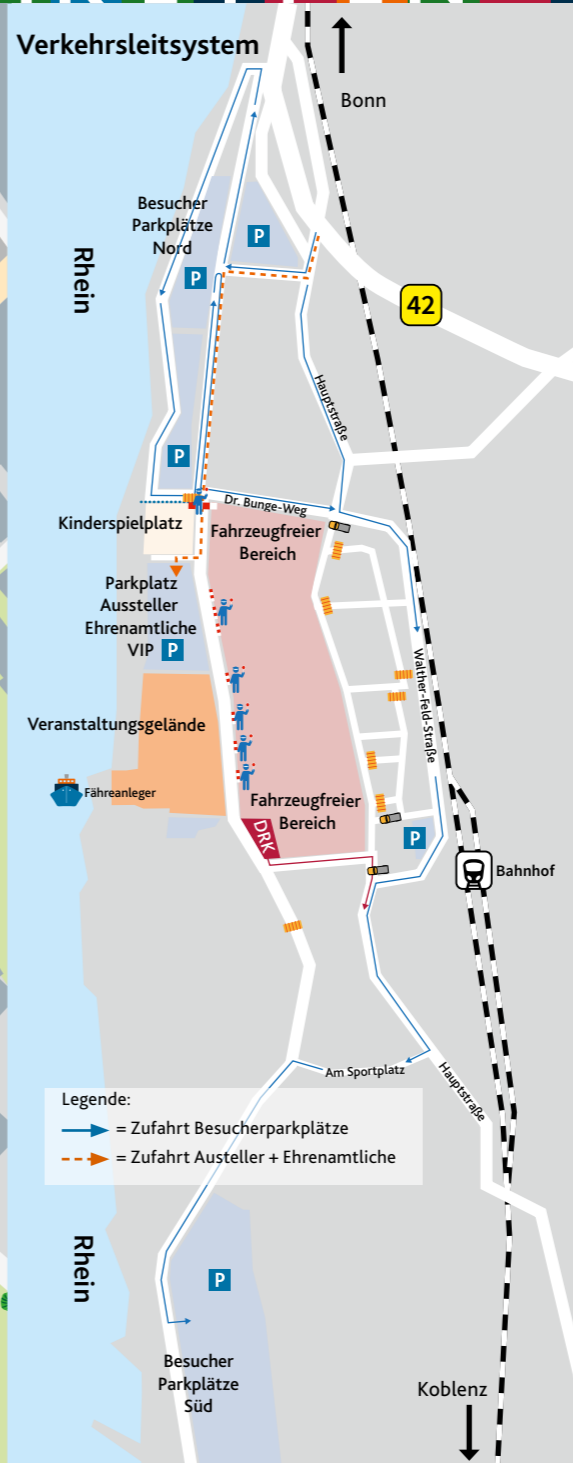 Verkehrsleitsystem
Bonn
Besucher
Parkplätze
Nord
P
P
Rhein
42
Hauptstraße
P
Dr. Bunge-Weg
Kinderspielplatz
Fahrzeugfreier
Bereich
Parkplatz
Aussteller
Ehrenamtliche
VIP P
Walther-Feld-Straße
Veranstaltungsgelände
Fähreanleger
Fahrzeugfreier
Bereich
DRK
P
Bahnhof
Am Sportplatz
Hauptstraße
Legende:
= Zufahrt Besucherparkplätze
= Zufahrt Austeller + Ehrenamtliche
Rhein
P
Besucher
Parkplätze
Süd
Koblenz